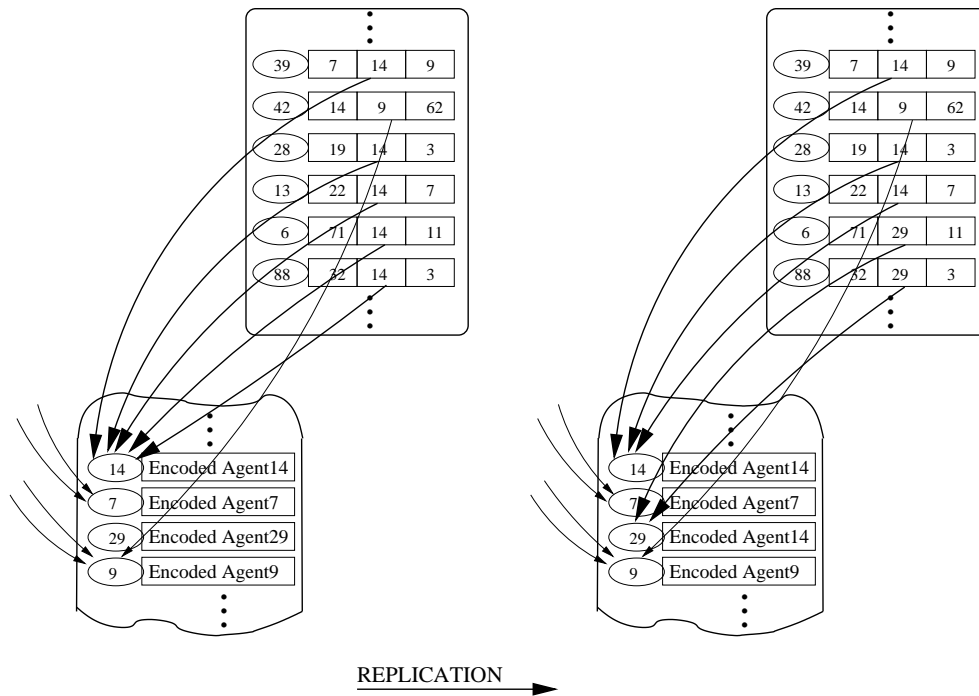 39 7 14 9
42 14 9 62
28 19 14 3
13 22 14 7
6 71 14 11
88 32 14 3
14 Encoded Agent14
7 Encoded Agent7
29 Encoded Agent29
9 Encoded Agent9
39 7 14 9
42 14 9 62
28 19 14 3
13 22 14 7
6 71 29 11
88 32 29 3
14 Encoded Agent14
7 Encoded Agent7
29 Encoded Agent14
9 Encoded Agent9
REPLICATION